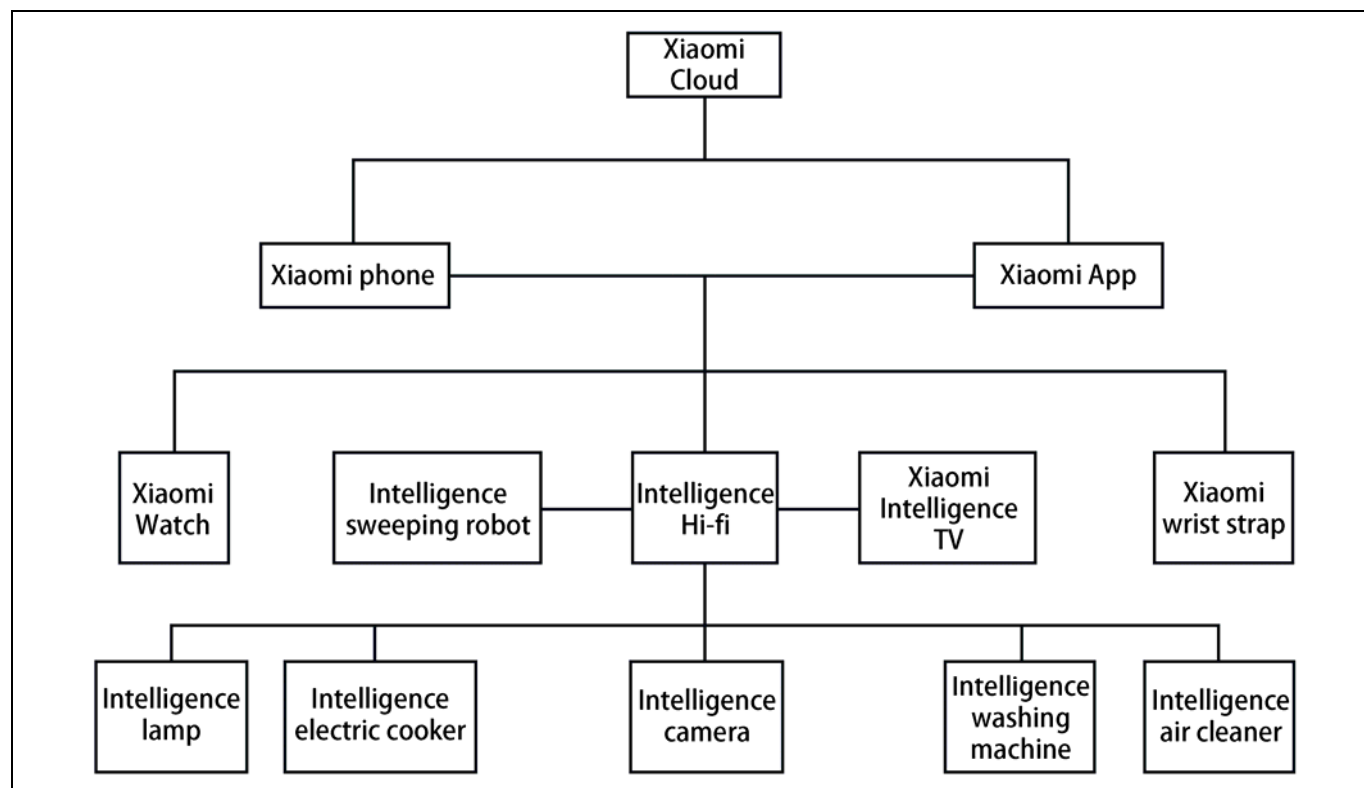 Xiaomi
Cloud
Xiaomi phone
Xiaomi App
Xiaomi
Watch
Intelligence
sweeping robot
Intelligence
Hi-fi
Xiaomi
Intelligence
TV
Xiaomi
wrist strap
Intelligence
lamp
Intelligence
electric cooker
Intelligence
camera
Intelligence
washing
machine
Intelligence
air cleaner